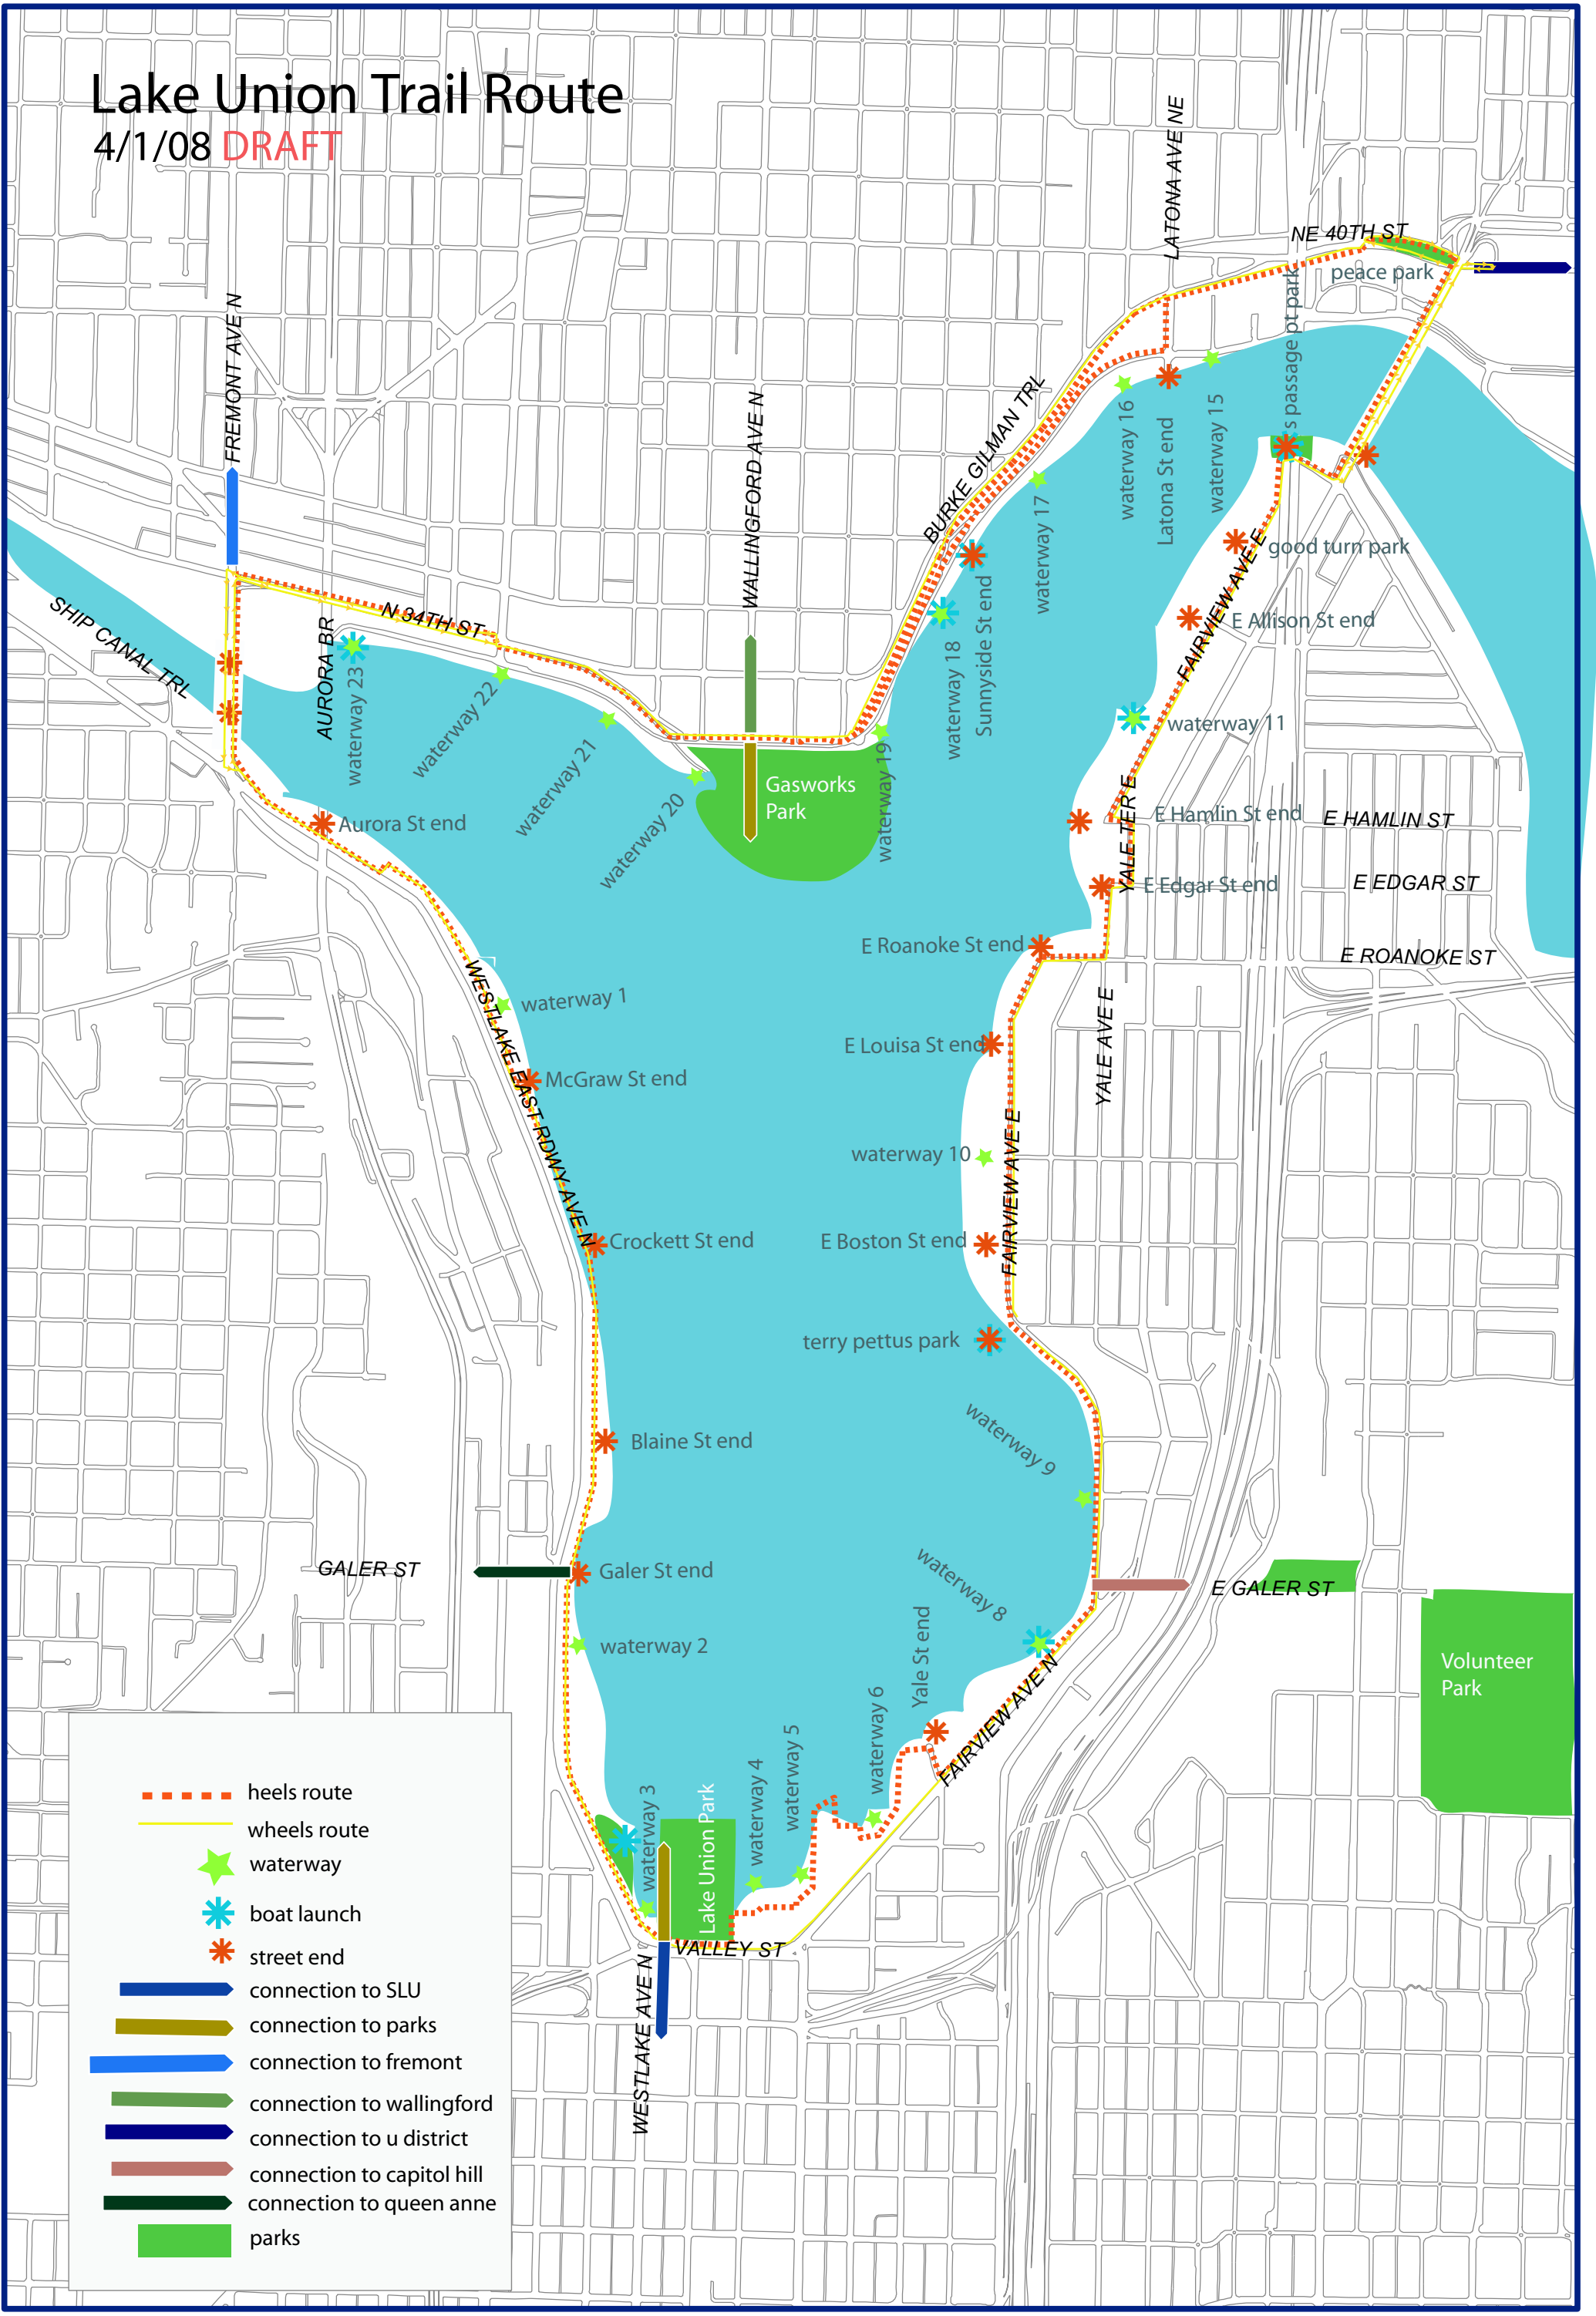 Lake Union Trail Route
4/1/08 DRAFT
LATONA AVE NE
NE 40TH ST
peace park
s passage pt park
FREMONT AVE N
WALLINGFORD AVE N
BURKE GILMAN TRL
waterway 16
Latona St end
waterway 15
waterway 17
good turn park
FAIRVIEW AVE E
E Allison St end
SHIP CANAL TRL
N 34TH ST
AURORA BR
waterway 23
waterway 22
waterway 21
waterway 20
Gasworks
Park
waterway 19
waterway 18
Sunnyside St end
waterway 11
YALE TER E
E Hamlin St end
E HAMLIN ST
Aurora St end
E Edgar St end
E EDGAR ST
E Roanoke St end
E ROANOKE ST
waterway 1
WESTLAKE EAST RDWY AVE N
YALE AVE E
E Louisa St end
McGraw St end
FAIRVIEW AVE E
waterway 10
Crockett St end
E Boston St end
terry pettus park
Blaine St end
waterway 9
GALER ST
Galer St end
waterway 8
E GALER ST
waterway 2
Yale St end
FAIRVIEW AVE N
Volunteer
Park
waterway 6
waterway 5
waterway 4
Lake Union Park
waterway 3
VALLEY ST
WESTLAKE AVE N
heels route
wheels route
waterway
boat launch
street end
connection to SLU
connection to parks
connection to fremont
connection to wallingford
connection to u district
connection to capitol hill
connection to queen anne
parks